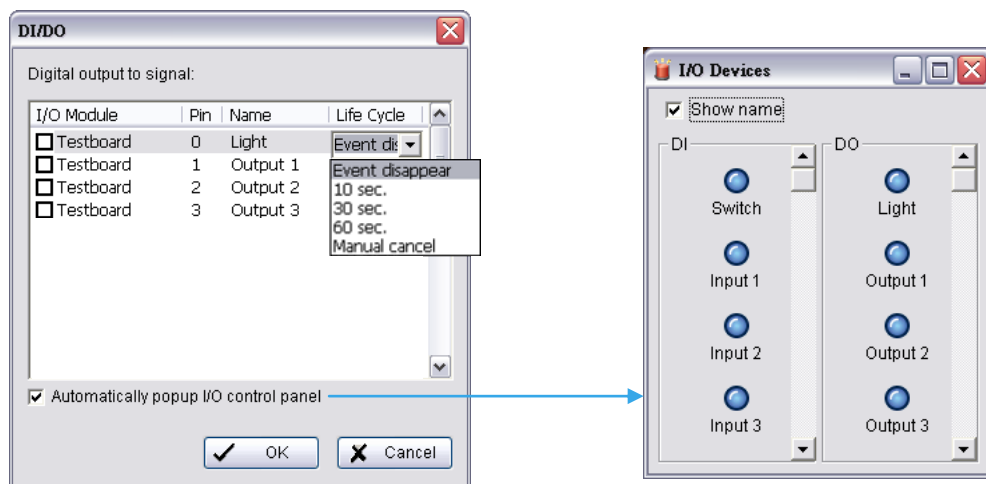 DI/DO
Digital output to signal:
I/O Module Pin Name Life Cycle
Testboard 0 Light Event dis
Testboard 1 Output 1
Testboard 2 Output 2
Testboard 3 Output 3
Event disappear
10 sec.
30 sec.
60 sec.
Manual cancel
Automatically popup I/O control panel
OK Cancel
I/O Devices
Show name
DI DO
Switch Light
Input 1 Output 1
Input 2 Output 2
Input 3 Output 3